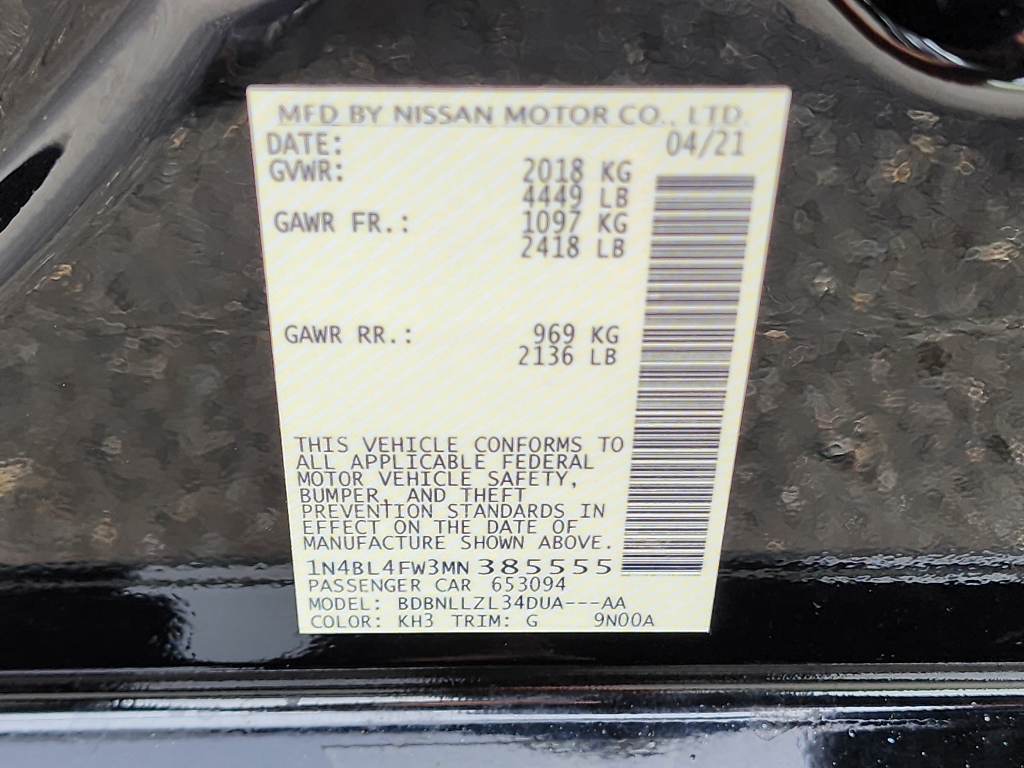 MFD BY NISSAN MOTOR CO., LTD.
DATE: 04/21
GVWR: 2018 KG
4449 LB
GAWR FR.: 1097 KG
2418 LB
GAWR RR.: 969 KG
2136 LB
THIS VEHICLE CONFORMS TO
ALL APPLICABLE FEDERAL
MOTOR VEHICLE SAFETY,
BUMPER, AND THEFT
PREVENTION STANDARDS IN
EFFECT ON THE DATE OF
MANUFACTURE SHOWN ABOVE.
1N4BL4FW3MN385555
PASSENGER CAR 653094
MODEL: BDBNLLZL34DUA---AA
COLOR: KH3 TRIM: G 9N00A